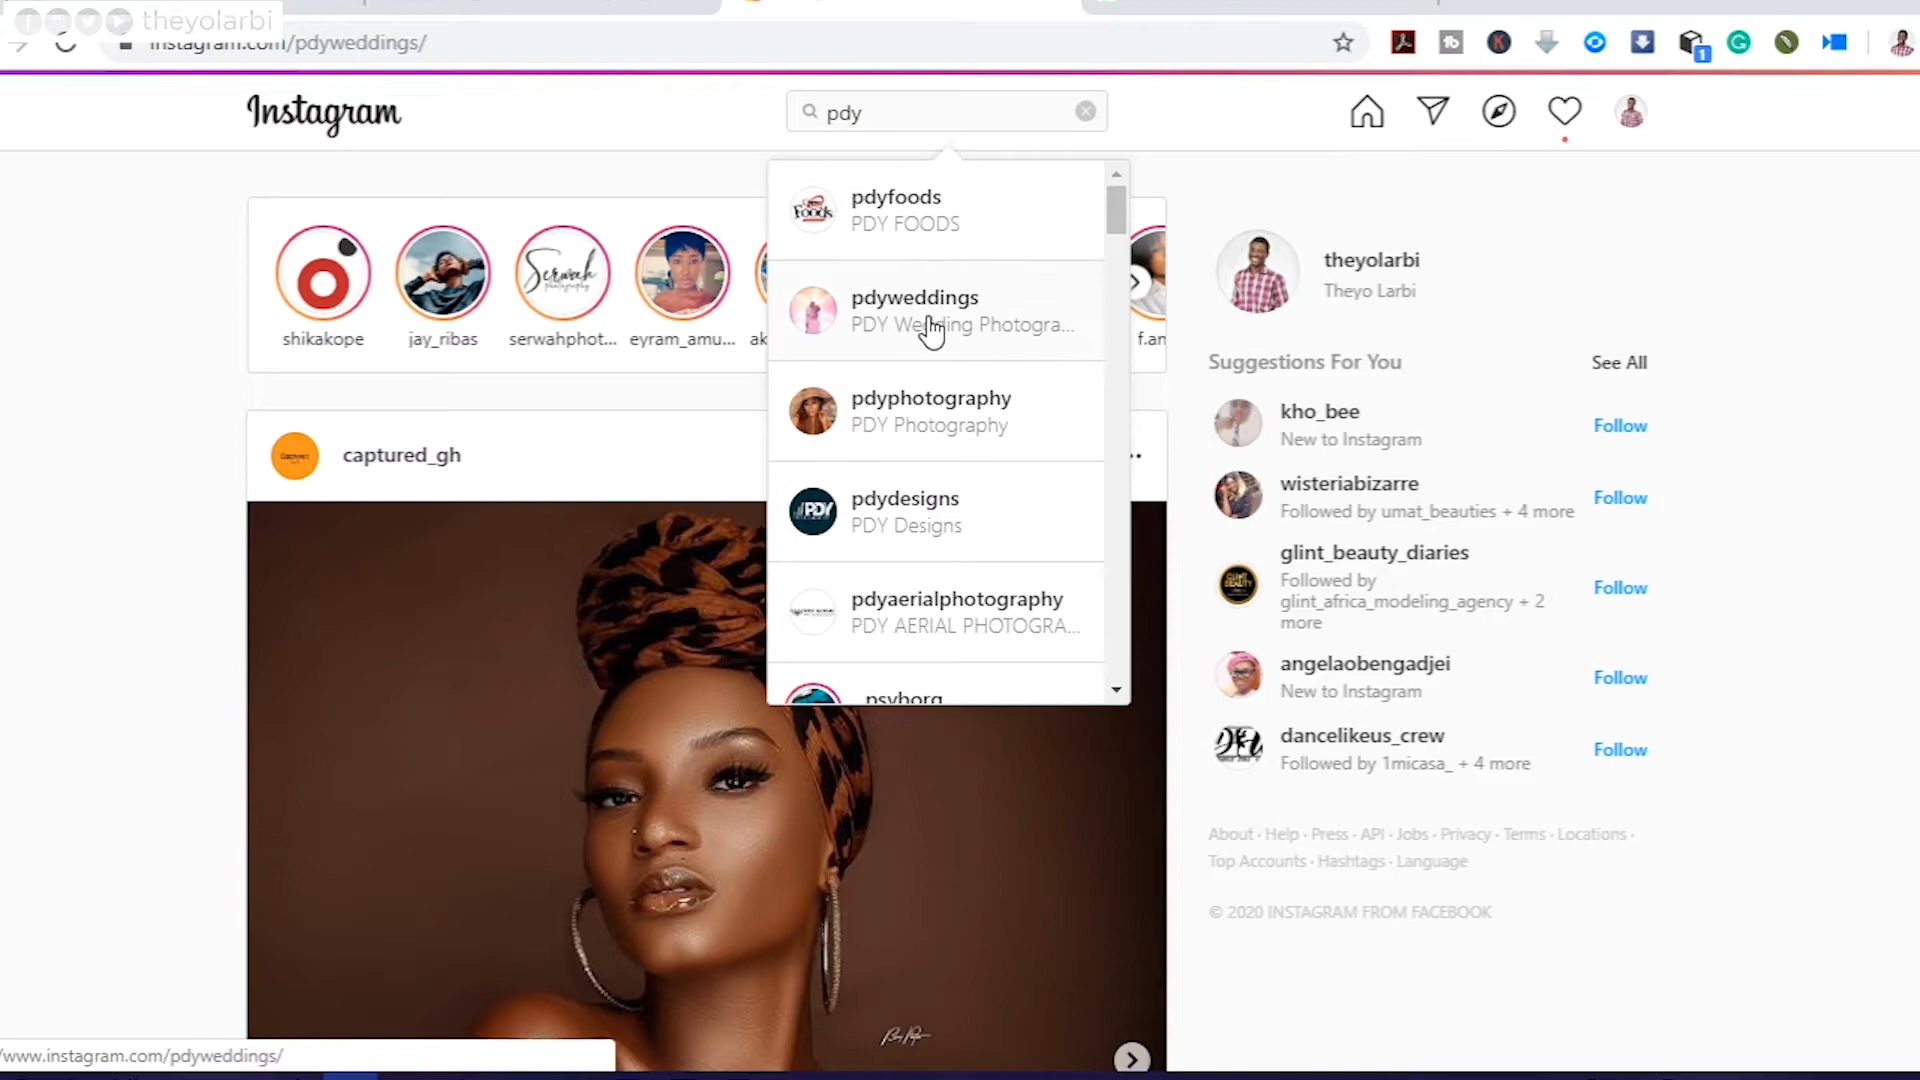 theyolarbi
instagram.com/pdyweddings/
1
Instagram
pdy
pdyfoods
PDY FOODS
pdyweddings
PDY Wedding Photogra...
pdyphotography
PDY Photography
pdydesigns
PDY Designs
pdyaerialphotography
PDY AERIAL PHOTOGRA...
psyborg
shikakope
jay_ribas
serwahphot...
eyram_amu...
ak
f.an
captured_gh
theyolarbi
Theyo Larbi
Suggestions For You
See All
kho_bee
New to Instagram
Follow
wisteriabizarre
Followed by umat_beauties + 4 more
Follow
glint_beauty_diaries
Followed by
glint_africa_modeling_agency + 2
more
Follow
angelaobengadjei
New to Instagram
Follow
dancelikeus_crew
Followed by 1micasa_ + 4 more
Follow
About · Help · Press · API · Jobs · Privacy · Terms · Locations ·
Top Accounts · Hashtags · Language
© 2020 INSTAGRAM FROM FACEBOOK
/www.instagram.com/pdyweddings/